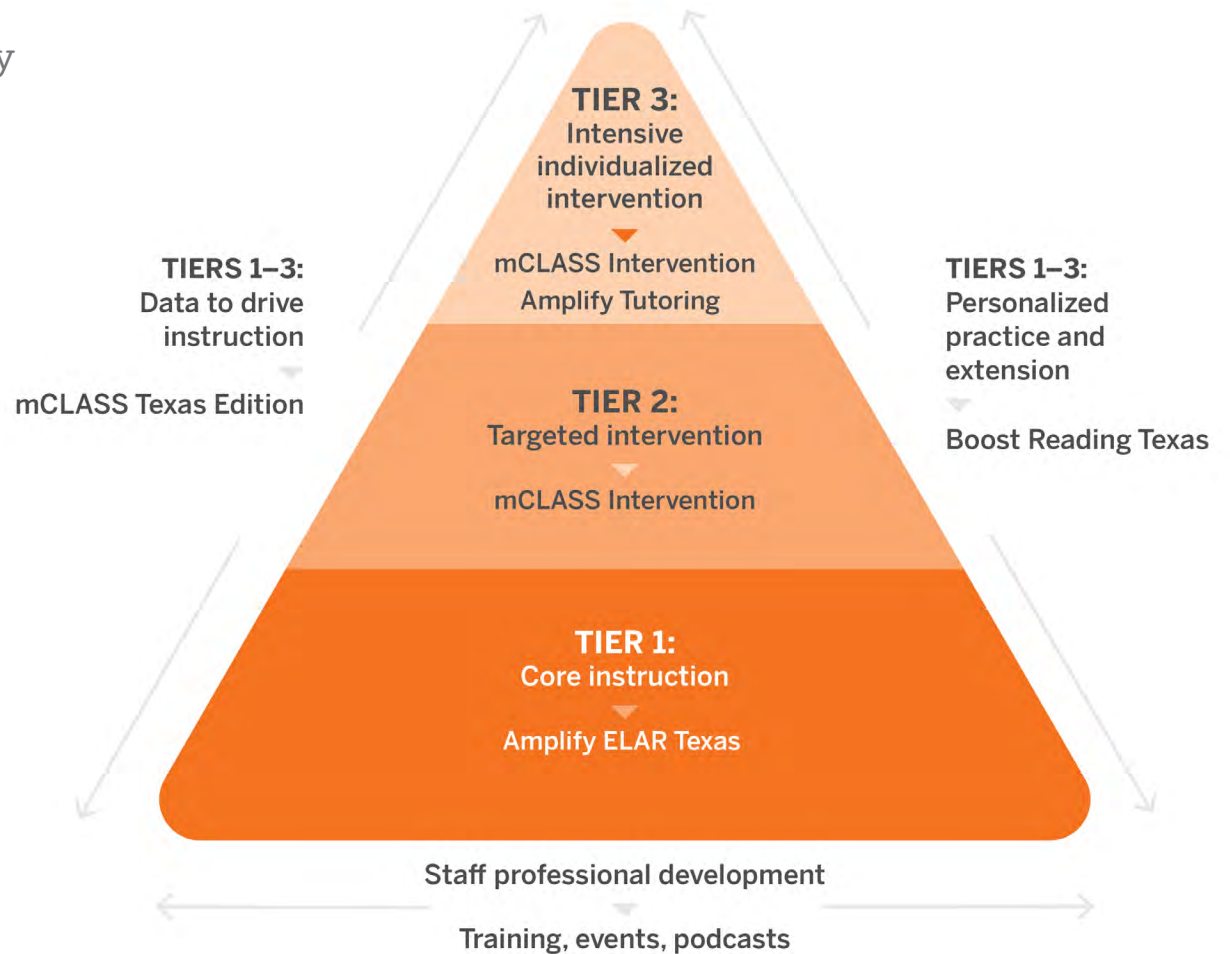 y
TIER 3:
Intensive
individualized
intervention
mCLASS Intervention
Amplify Tutoring
TIERS 1–3:
Data to drive
instruction
mCLASS Texas Edition
TIERS 1–3:
Personalized
practice and
extension
Boost Reading Texas
TIER 2:
Targeted intervention
mCLASS Intervention
TIER 1:
Core instruction
Amplify ELAR Texas
Staff professional development
Training, events, podcasts